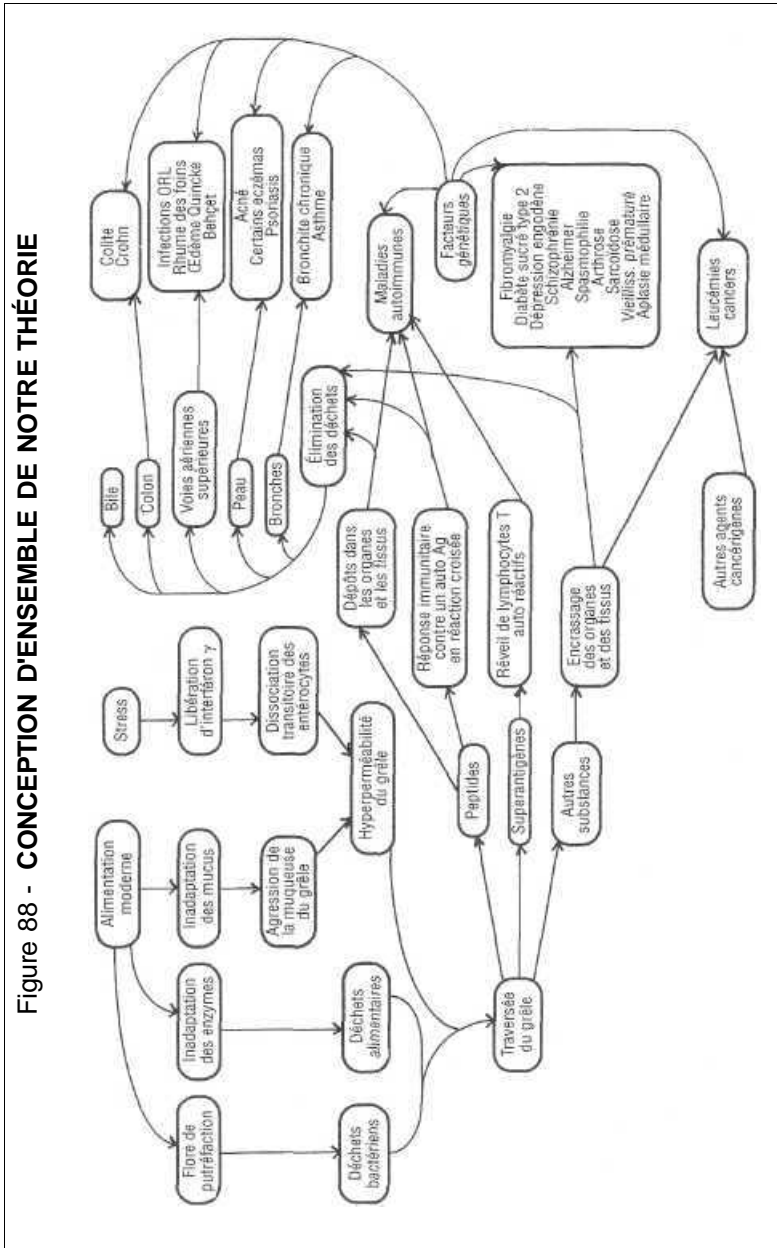 Figure 88 - CONCEPTION D'ENSEMBLE DE NOTRE THÉORIE
Alimentation
moderne
Stress
Flore de
putréfaction
Inadaptation
des enzymes
Inadaptation
des mucus
Libération
d'interféron γ
Agression de
la muqueuse
du grêle
Dissociation
transitoire des
entérocytes
Déchets
bactériens
Déchets
alimentaires
Hyperperméabilité
du grêle
Traversée
du grêle
Peptides
Superantigènes
Autres
substances
Dépôts dans
les organes
et les tissus
Réponse immunitaire
contre un auto Ag
en réaction croisée
Réveil de lymphocytes T
auto réactifs
Encrassage
des organes
et des tissus
Autres agents
cancérigènes
Élimination
des déchets
Bile
Colon
Voies aériennes
supérieures
Peau
Bronches
Colite
Crohn
Infections ORL
Rhume des foins
Œdème Quincke
Behçet
Acné
Certains eczémas
Psoriasis
Bronchite chronique
Asthme
Maladies
autoimmunes
Facteurs
génétiques
Fibromyalgie
Diabète sucré type 2
Dépression engodène
Schizophrénie
Alzheimer
Spasmophilie
Arthrose
Sarcoïdose
Vieilliss. prématuré
Aplasie médullaire
Leucémies
cancers